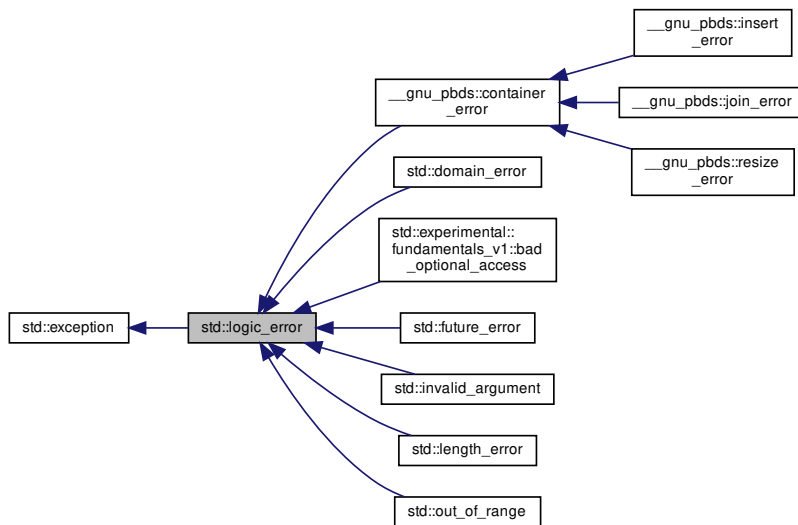 __gnu_pbds::insert
_error
__gnu_pbds::container
_error
__gnu_pbds::join_error
__gnu_pbds::resize
_error
std::domain_error
std::experimental::
fundamentals_v1::bad
_optional_access
std::exception
std::logic_error
std::future_error
std::invalid_argument
std::length_error
std::out_of_range